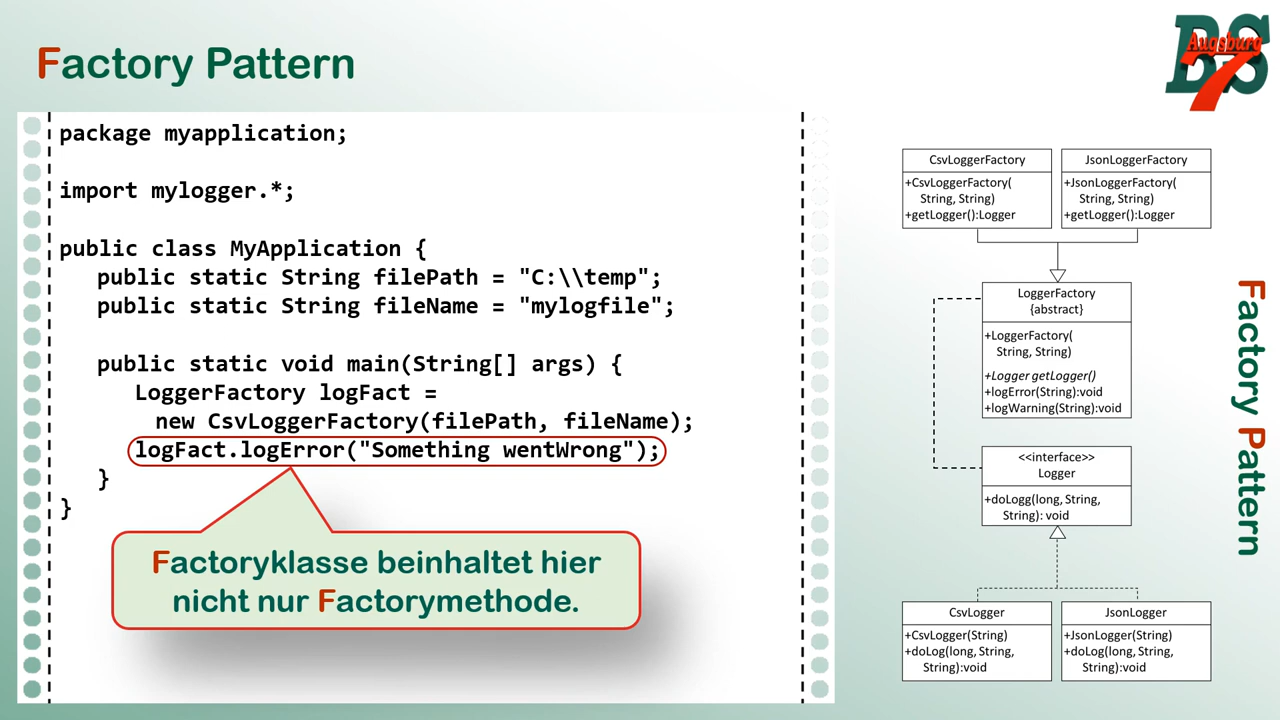 Factory Pattern
BS
Augsburg
7
package myapplication;
import mylogger.*;
public class MyApplication {
public static String filePath = "C:\\temp";
public static String fileName = "mylogfile";
public static void main(String[] args) {
LoggerFactory logFact =
new CsvLoggerFactory(filePath, fileName);
logFact.logError("Something wentWrong");
}
}
Factoryklasse beinhaltet hier
nicht nur Factorymethode.
CsvLoggerFactory
+CsvLoggerFactory(
String, String)
+getLogger():Logger
JsonLoggerFactory
+JsonLoggerFactory(
String, String)
+getLogger():Logger
LoggerFactory
{abstract}
+LoggerFactory(
String, String)
+Logger getLogger()
+logError(String):void
+logWarning(String):void
<<interface>>
Logger
+doLogg(long, String,
String): void
CsvLogger
+CsvLogger(String)
+doLog(long, String,
String):void
JsonLogger
+JsonLogger(String)
+doLog(long, String,
String):void
Factory Pattern